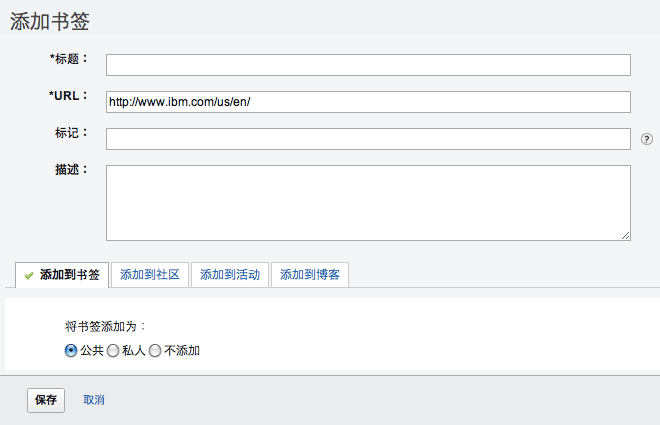 添加书签
*标题：
*URL： http://www.ibm.com/us/en/
标记： ?
描述：
添加到书签 添加到社区 添加到活动 添加到博客
将书签添加为：
公共 私人 不添加
保存 取消